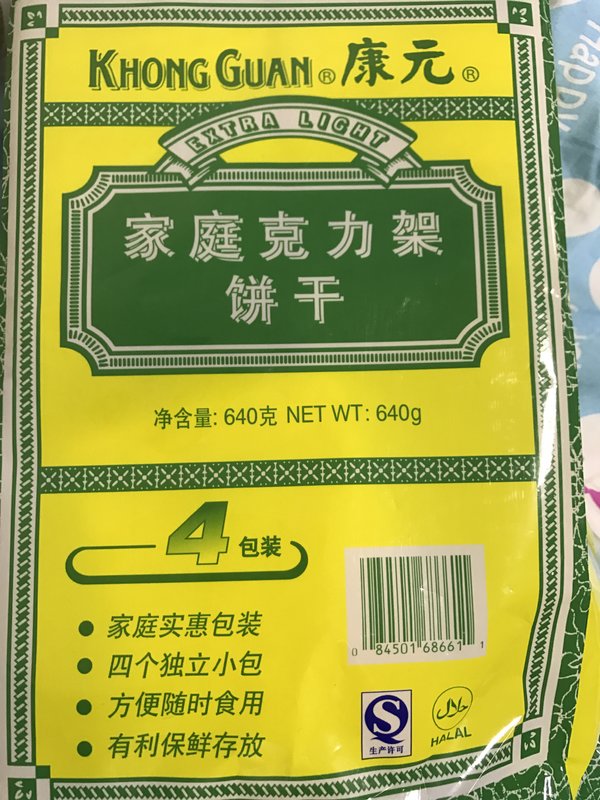 KHONG GUAN® 康元®
EXTRA LIGHT
家庭克力架
饼干
净含量: 640克 NET WT: 640g
4包装
● 家庭实惠包装
● 四个独立小包
● 方便随时食用
● 有利保鲜存放
0 84501 68661 1
生产许可
حلال
HALAL
Happy